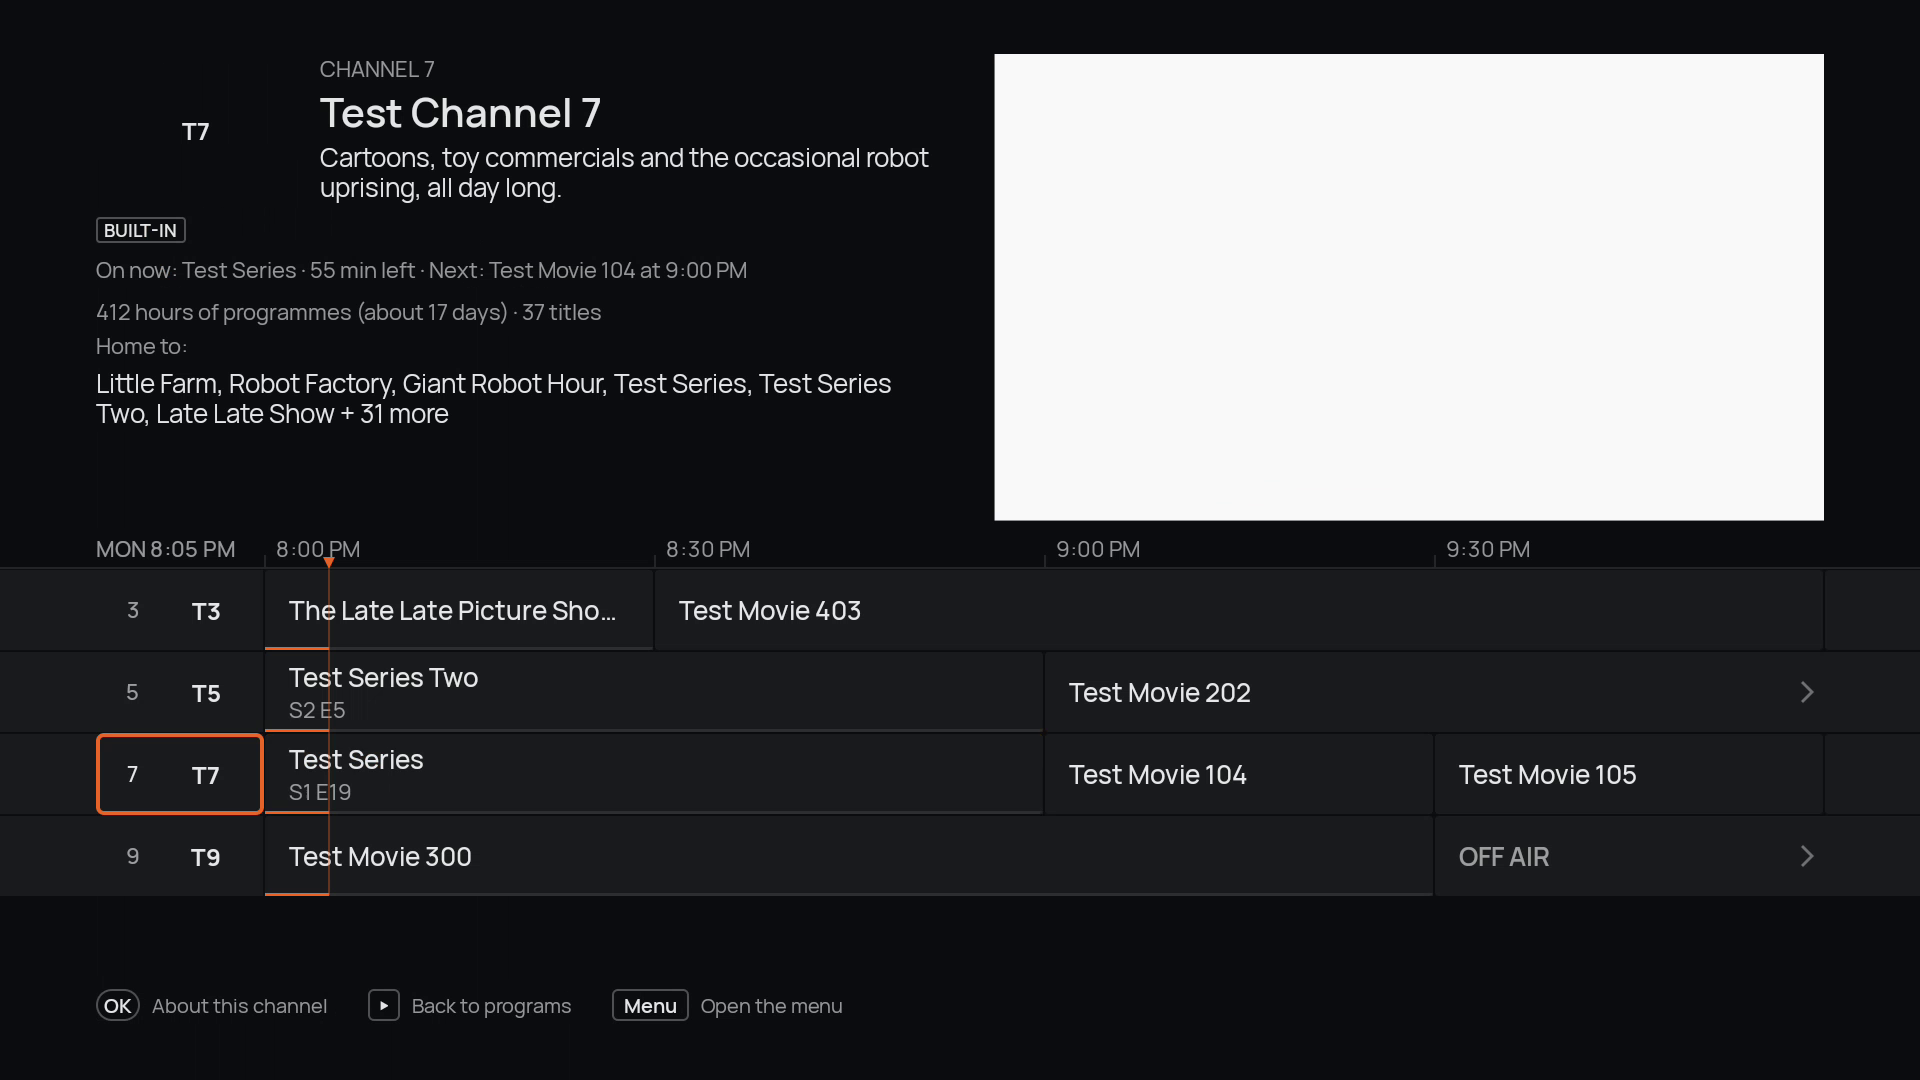 CHANNEL 7
Test Channel 7
T7
Cartoons, toy commercials and the occasional robot
uprising, all day long.
BUILT-IN
On now: Test Series · 55 min left · Next: Test Movie 104 at 9:00 PM
412 hours of programmes (about 17 days) · 37 titles
Home to:
Little Farm, Robot Factory, Giant Robot Hour, Test Series, Test Series
Two, Late Late Show + 31 more
MON 8:05 PM 8:00 PM 8:30 PM 9:00 PM 9:30 PM
3 T3 The Late Late Picture Sho… Test Movie 403
5 T5 Test Series Two Test Movie 202
S2 E5
7 T7 Test Series Test Movie 104 Test Movie 105
S1 E19
9 T9 Test Movie 300 OFF AIR
OK About this channel Back to programs Menu Open the menu